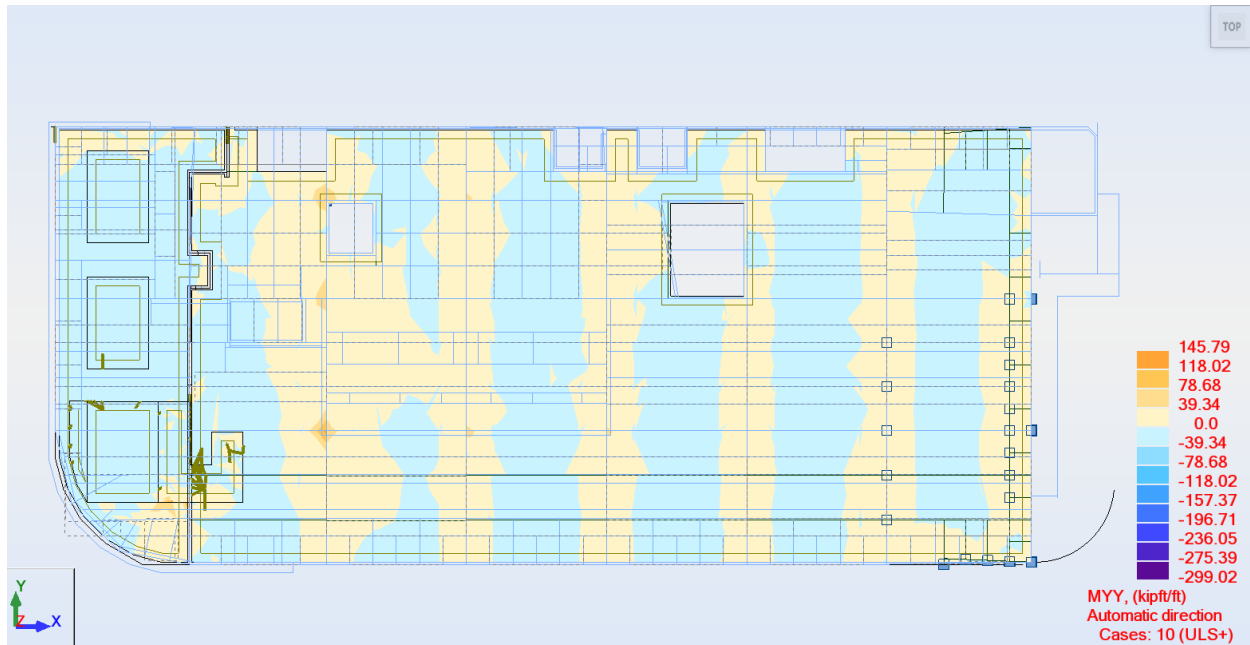 TOP
145.79
118.02
78.68
39.34
0.0
-39.34
-78.68
-118.02
-157.37
-196.71
-236.05
-275.39
-299.02
MYY, (kipft/ft)
Automatic direction
Cases: 10 (ULS+)
Y
Z
X